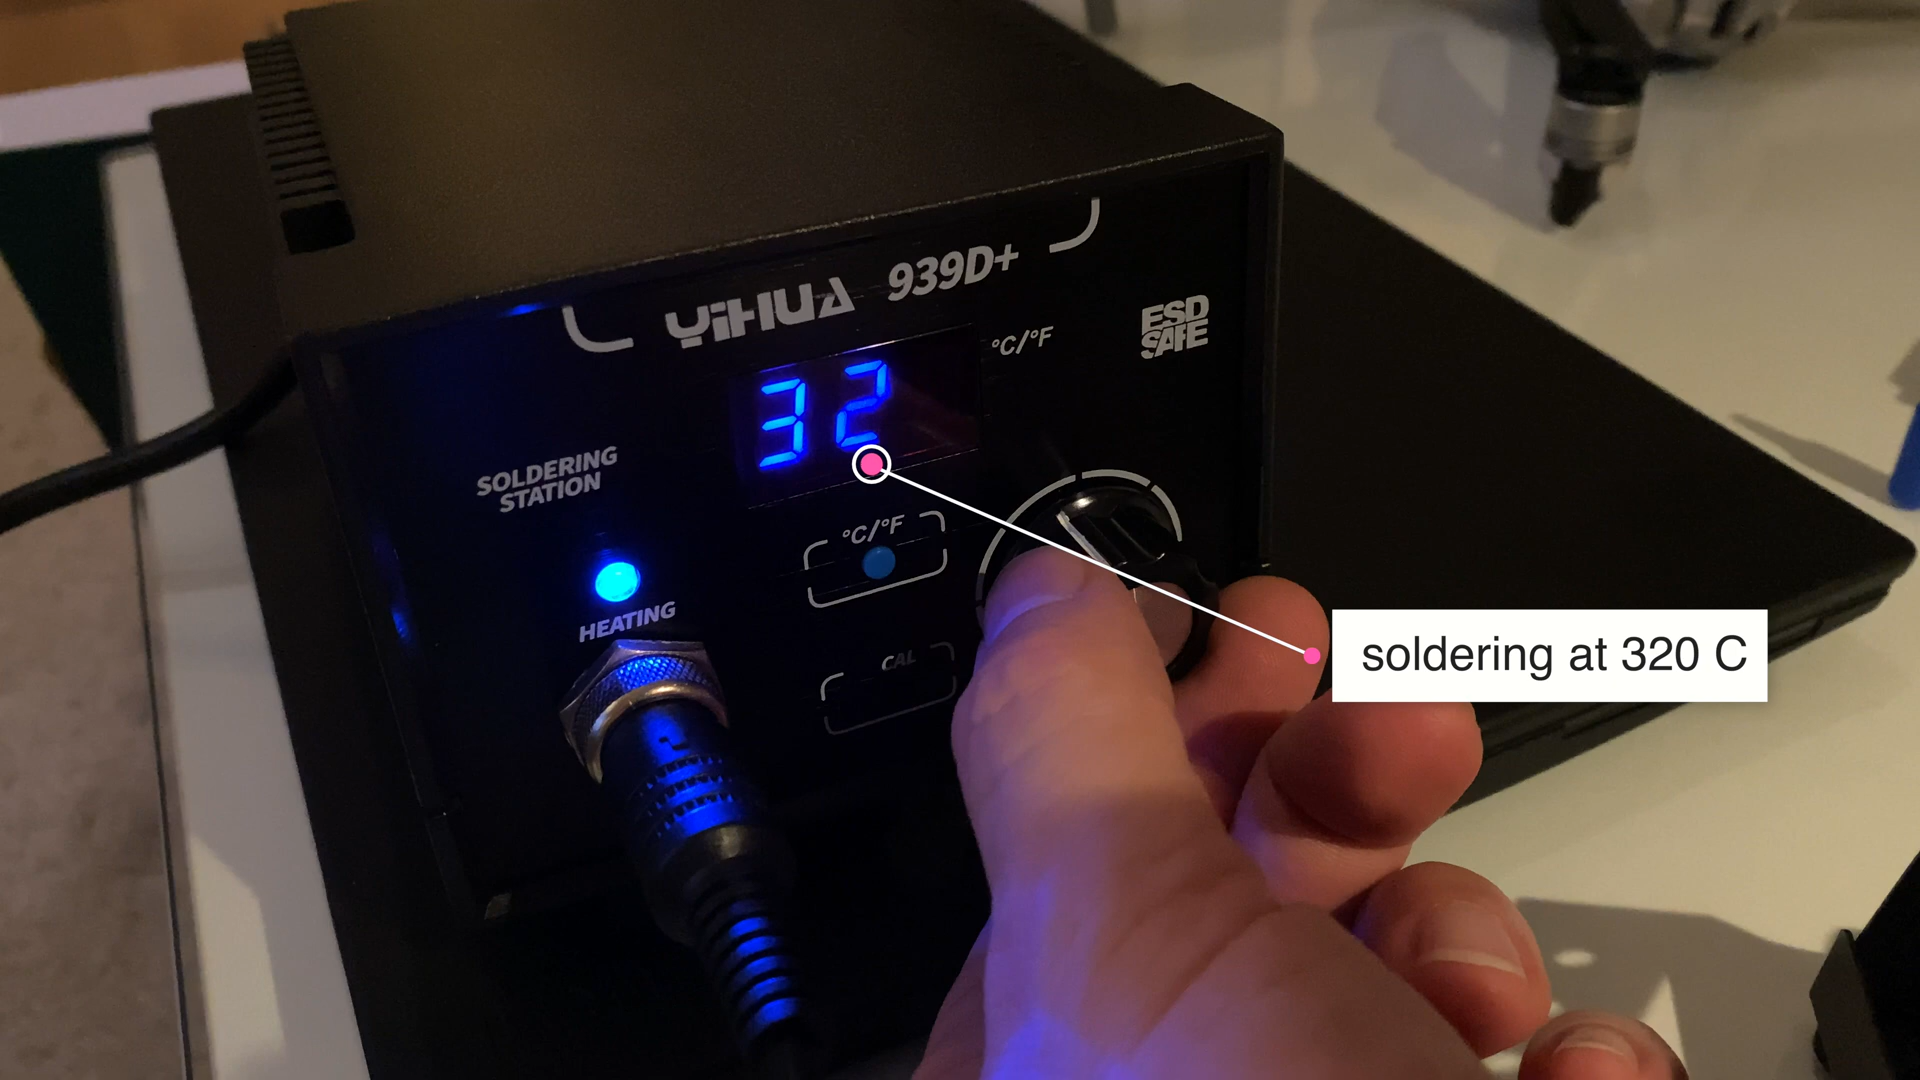 YIHUA 939D+
°C/°F
ESD
SAFE
32
SOLDERING
STATION
°C/°F
HEATING
CAL
soldering at 320 C